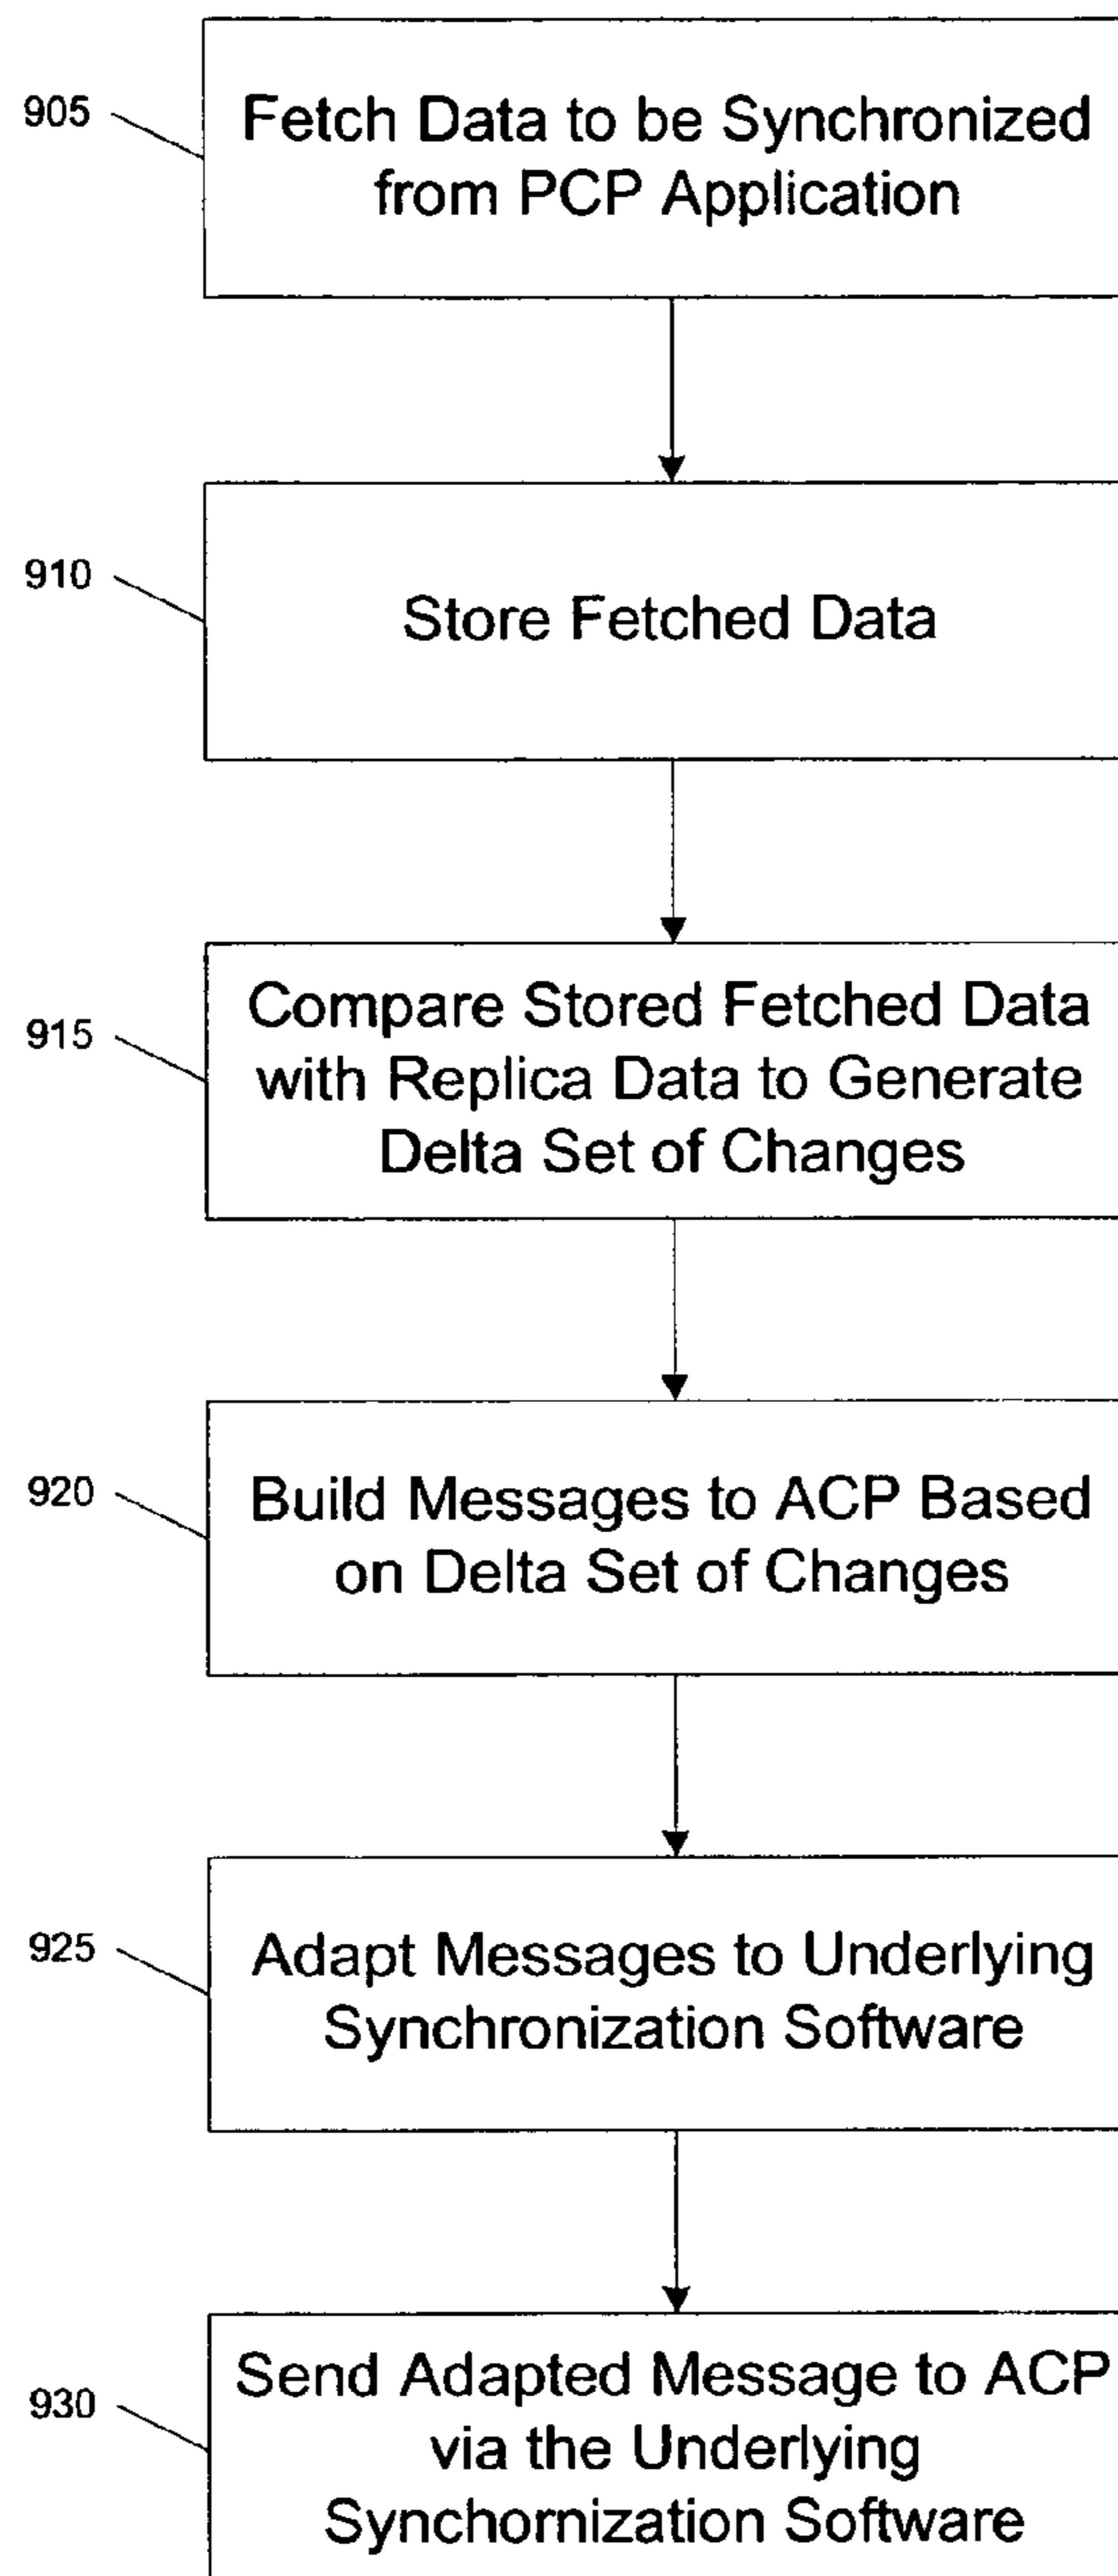 905
Fetch Data to be Synchronized
from PCP Application
910
Store Fetched Data
915
Compare Stored Fetched Data
with Replica Data to Generate
Delta Set of Changes
920
Build Messages to ACP Based
on Delta Set of Changes
925
Adapt Messages to Underlying
Synchronization Software
930
Send Adapted Message to ACP
via the Underlying
Synchornization Software